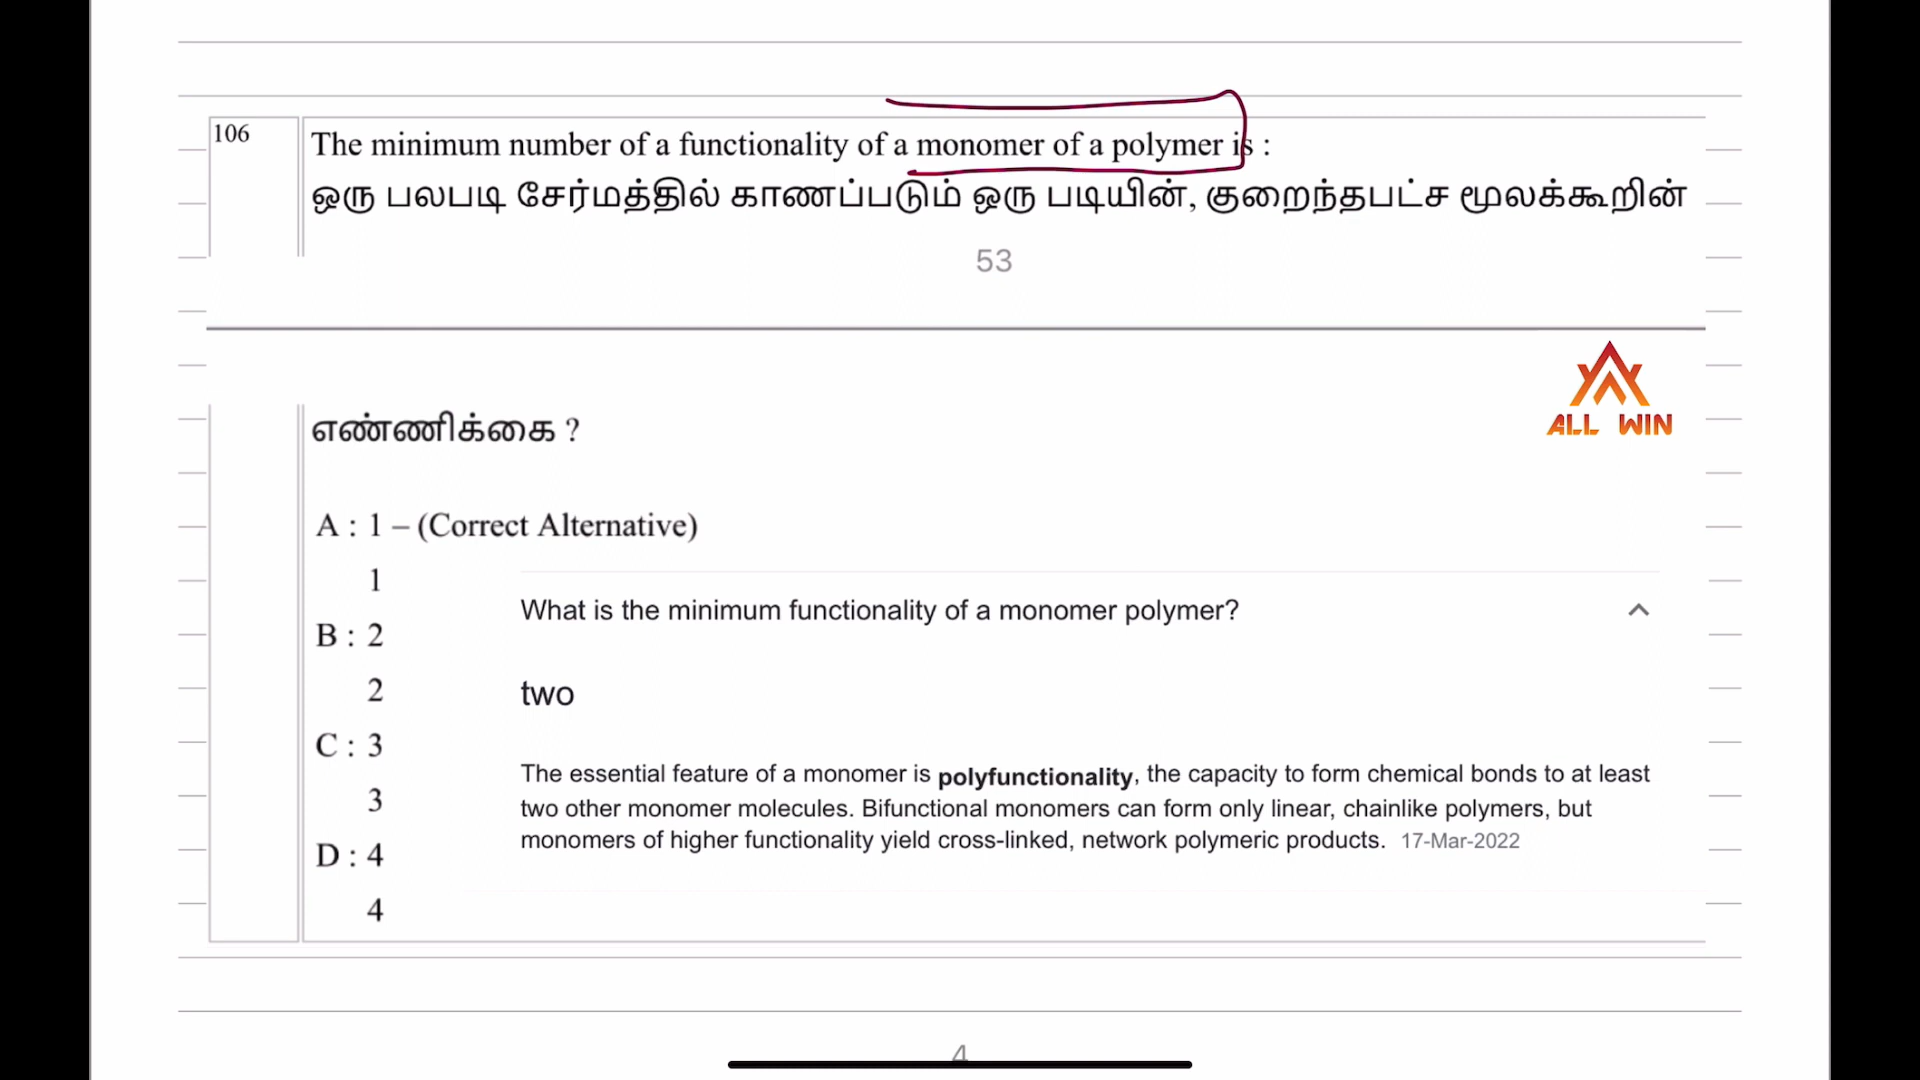 106
The minimum number of a functionality of a monomer of a polymer is :
ஒரு பலபடி சேர்மத்தில் காணப்படும் ஒரு படியின், குறைந்தபட்ச மூலக்கூறின்
53
ALL WIN
எண்ணிக்கை ?
A : 1 – (Correct Alternative)
1
B : 2
2
C : 3
3
D : 4
4
What is the minimum functionality of a monomer polymer?
two
The essential feature of a monomer is polyfunctionality, the capacity to form chemical bonds to at least
two other monomer molecules. Bifunctional monomers can form only linear, chainlike polymers, but
monomers of higher functionality yield cross-linked, network polymeric products. 17-Mar-2022
4